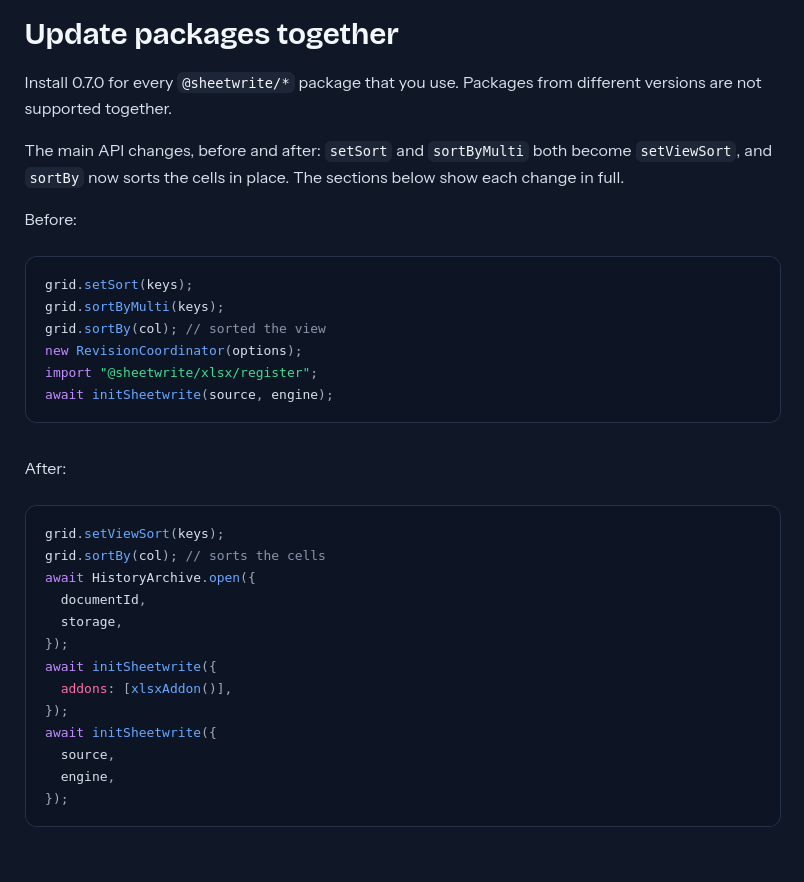 Update packages together
Install 0.7.0 for every @sheetwrite/* package that you use. Packages from different versions are not
supported together.
The main API changes, before and after: setSort and sortByMulti both become setViewSort, and
sortBy now sorts the cells in place. The sections below show each change in full.
Before:
grid.setSort(keys);
grid.sortByMulti(keys);
grid.sortBy(col); // sorted the view
new RevisionCoordinator(options);
import "@sheetwrite/xlsx/register";
await initSheetwrite(source, engine);
After:
grid.setViewSort(keys);
grid.sortBy(col); // sorts the cells
await HistoryArchive.open({
  documentId,
  storage,
});
await initSheetwrite({
  addons: [xlsxAddon()],
});
await initSheetwrite({
  source,
  engine,
});